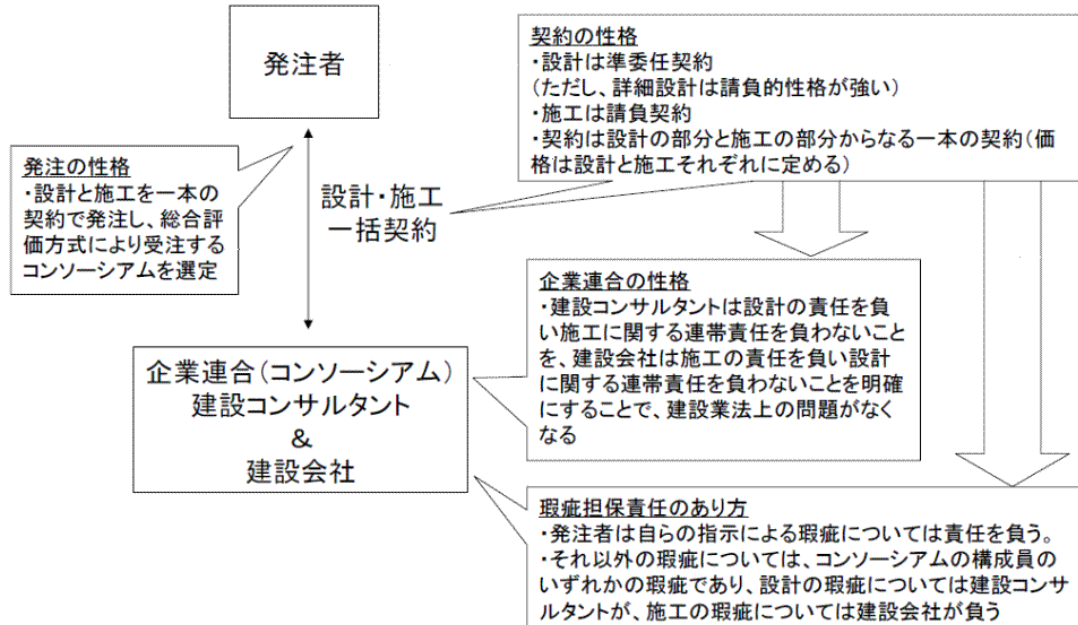 発注者
契約の性格
・設計は準委任契約
(ただし、詳細設計は請負的性格が強い)
・施工は請負契約
・契約は設計の部分と施工の部分からなる一本の契約(価
格は設計と施工それぞれに定める)
発注の性格
・設計と施工を一本の
契約で発注し、総合評
価方式により受注する
コンソーシアムを選定
設計・施工
一括契約
企業連合の性格
・建設コンサルタントは設計の責任を負
い施工に関する連帯責任を負わないこと
を、建設会社は施工の責任を負い設計
に関する連帯責任を負わないことを明確
にすることで、建設業法上の問題がなく
なる
企業連合(コンソーシアム)
建設コンサルタント
&
建設会社
瑕疵担保責任のあり方
・発注者は自らの指示による瑕疵については責任を負う。
・それ以外の瑕疵については、コンソーシアムの構成員の
いずれかの瑕疵であり、設計の瑕疵については建設コンサ
ルタントが、施工の瑕疵については建設会社が負う